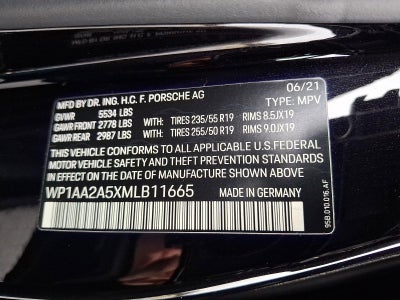 06/21
MFD BY DR. ING. H.C. F. PORSCHE AG TYPE: MPV
GVWR 5534 LBS
GAWR FRONT 2778 LBS WITH TIRES 235/55 R19 RIMS 8.5JX19
GAWR REAR 2987 LBS WITH TIRES 255/50 R19 RIMS 9.0JX19
THIS VEHICLE CONFORMS TO ALL APPLICABLE U.S. FEDERAL
MOTOR VEHICLE SAFETY AND THEFT PREVENTION STANDARDS
IN EFFECT ON THE DATE OF MANUFACTURE SHOWN ABOVE
WP1AA2A5XMLB11665 MADE IN GERMANY
95B.010.016.AF